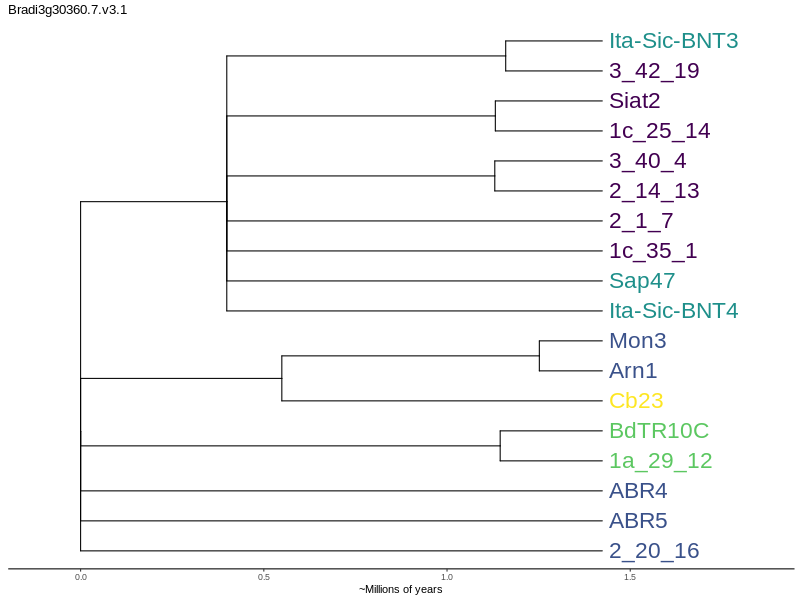 Bradi3g30360.7.v3.1
Ita-Sic-BNT3
3_42_19
Siat2
1c_25_14
3_40_4
2_14_13
2_1_7
1c_35_1
Sap47
Ita-Sic-BNT4
Mon3
Arn1
Cb23
BdTR10C
1a_29_12
ABR4
ABR5
2_20_16
0.0 0.5 1.0 1.5
~Millions of years